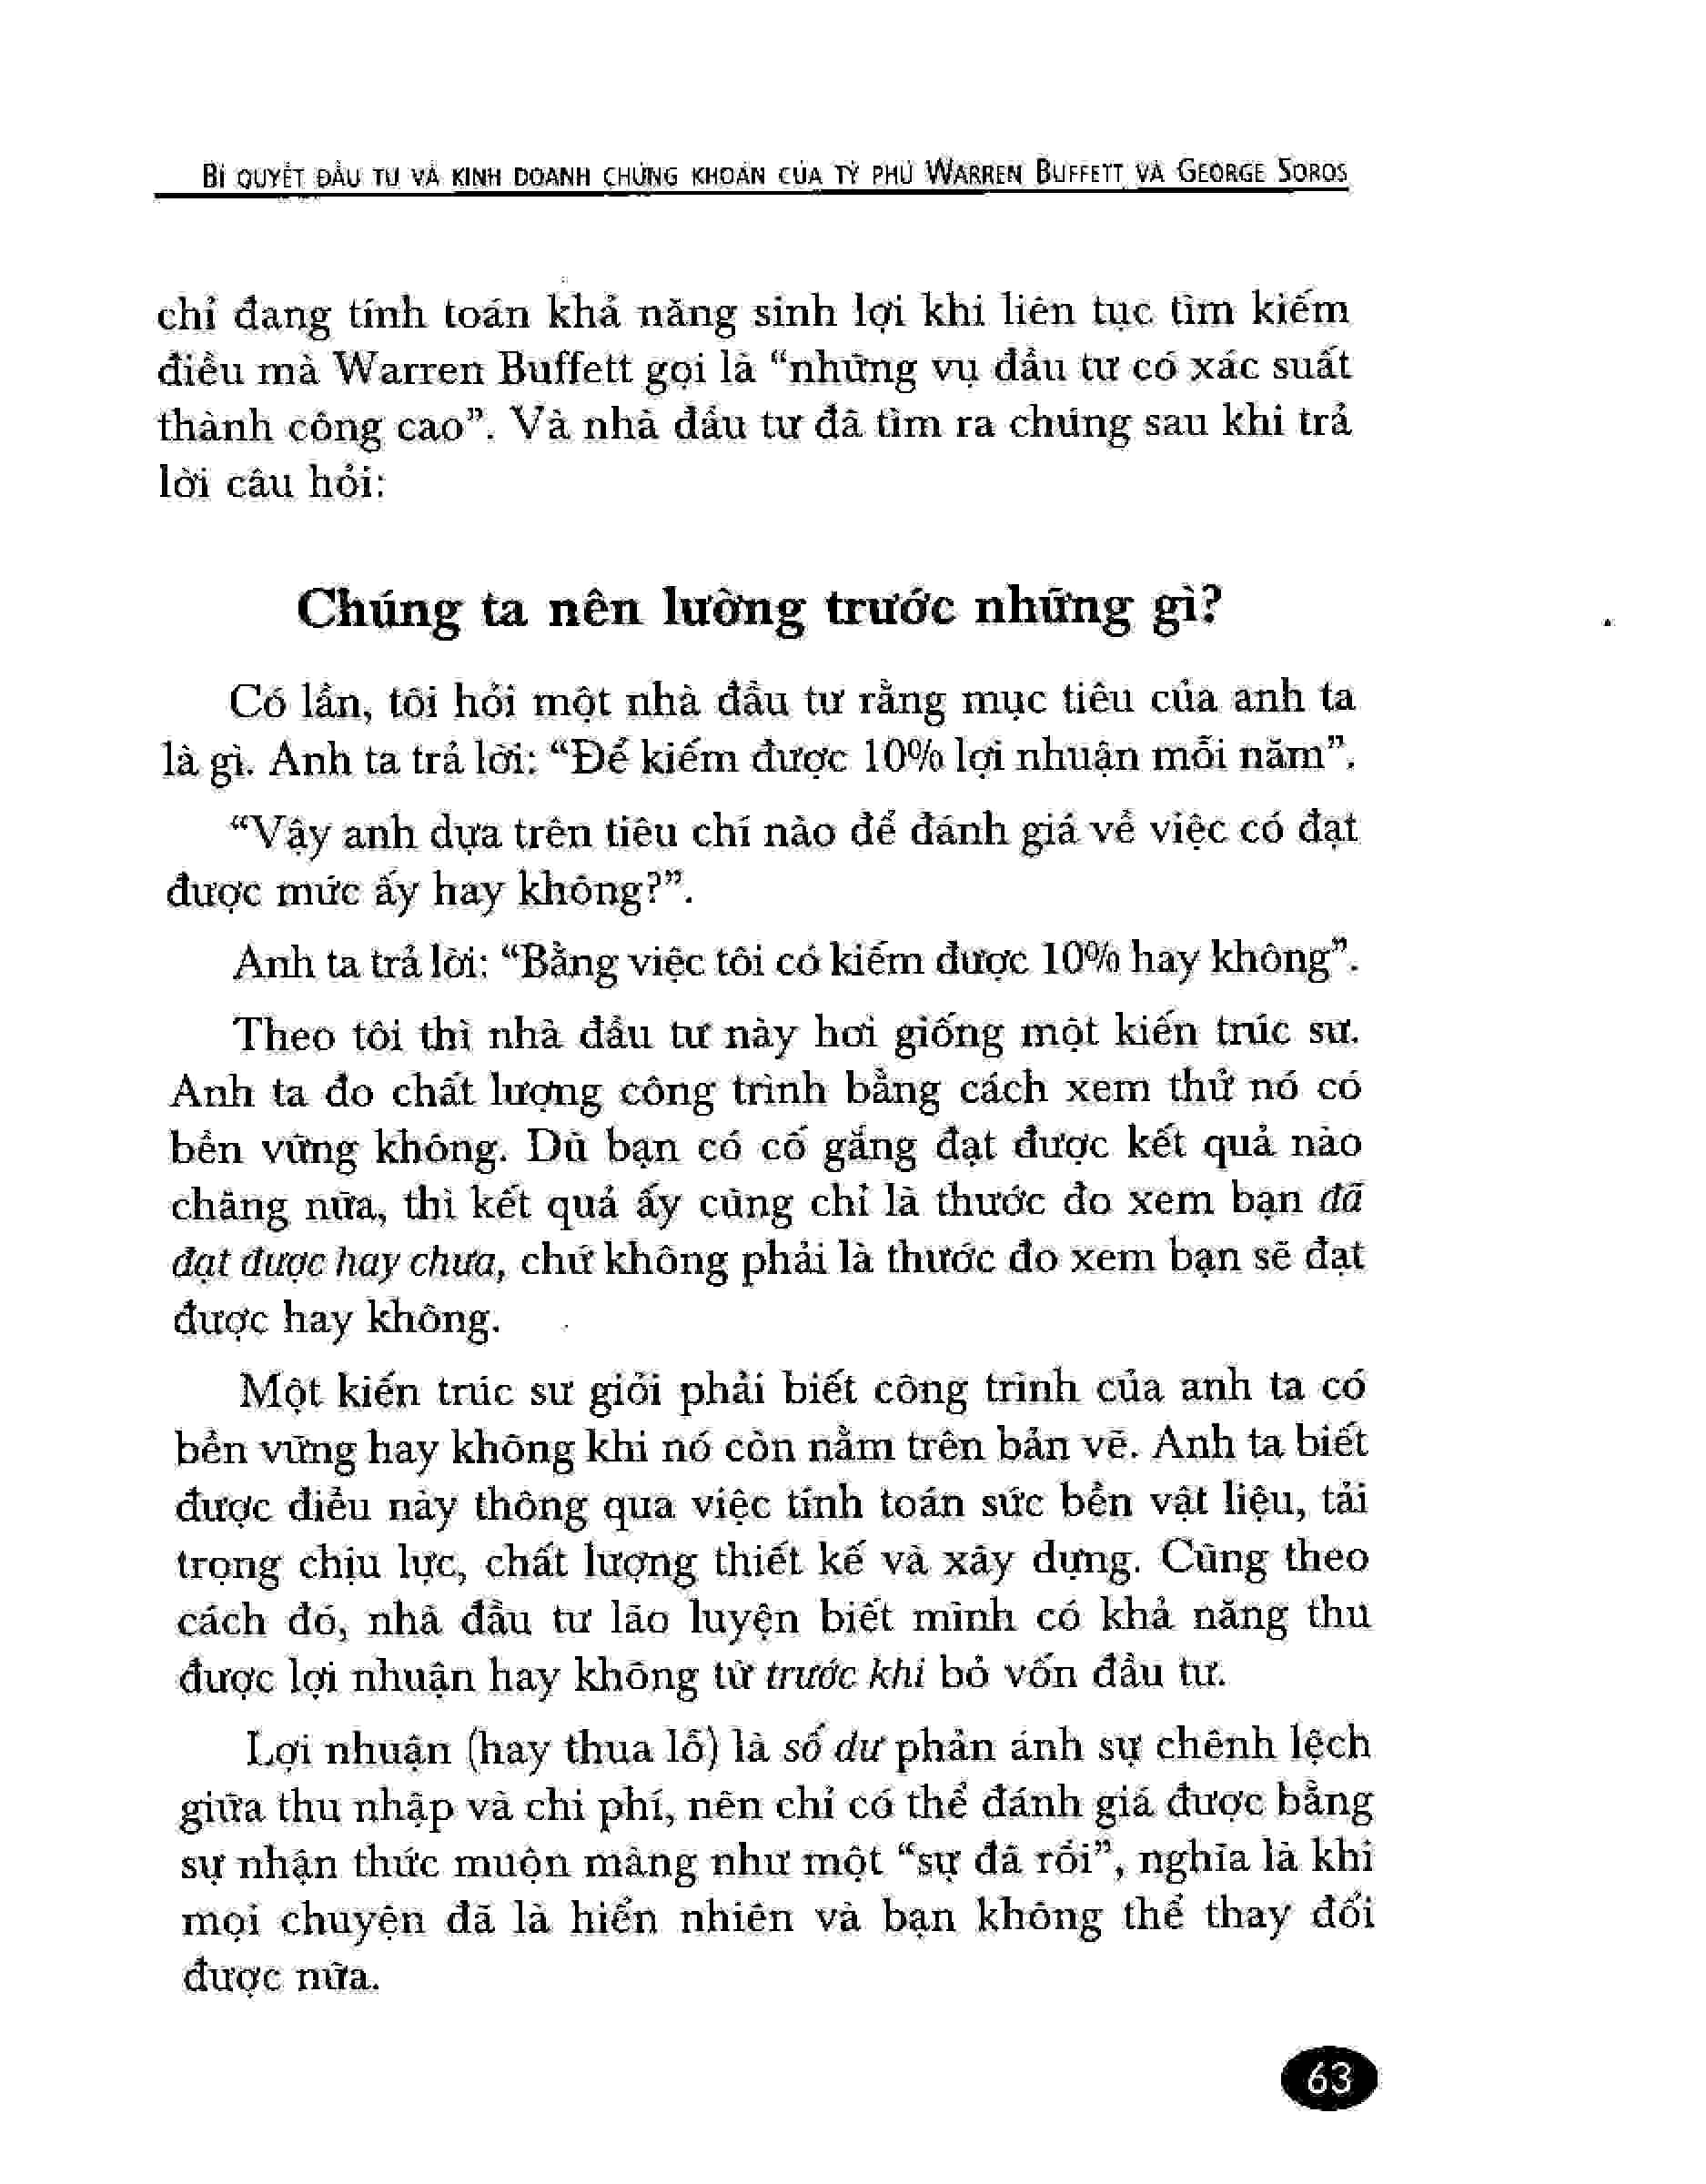 BÍ QUYẾT ĐẦU TƯ VÀ KINH DOANH CHỨNG KHOÁN CỦA TỶ PHÚ WARREN BUFFETT VÀ GEORGE SOROS
chỉ đang tính toán khả năng sinh lợi khi liên tục tìm kiếm
điều mà Warren Buffett gọi là “những vụ đầu tư có xác suất
thành công cao”. Và nhà đầu tư đã tìm ra chúng sau khi trả
lời câu hỏi:
Chúng ta nên lường trước những gì?
Có lần, tôi hỏi một nhà đầu tư rằng mục tiêu của anh ta
là gì. Anh ta trả lời: “Để kiếm được 10% lợi nhuận mỗi năm”.
“Vậy anh dựa trên tiêu chí nào để đánh giá về việc có đạt
được mức ấy hay không?”.
Anh ta trả lời: “Bằng việc tôi có kiếm được 10% hay không”.
Theo tôi thì nhà đầu tư này hơi giống một kiến trúc sư.
Anh ta đo chất lượng công trình bằng cách xem thử nó có
bền vững không. Dù bạn có cố gắng đạt được kết quả nào
chăng nữa, thì kết quả ấy cũng chỉ là thước đo xem bạn đã
đạt được hay chưa, chứ không phải là thước đo xem bạn sẽ đạt
được hay không.
Một kiến trúc sư giỏi phải biết công trình của anh ta có
bền vững hay không khi nó còn nằm trên bản vẽ. Anh ta biết
được điều này thông qua việc tính toán sức bền vật liệu, tải
trọng chịu lực, chất lượng thiết kế và xây dựng. Cũng theo
cách đó, nhà đầu tư lão luyện biết mình có khả năng thu
được lợi nhuận hay không từ trước khi bỏ vốn đầu tư.
Lợi nhuận (hay thua lỗ) là số dư phản ánh sự chênh lệch
giữa thu nhập và chi phí, nên chỉ có thể đánh giá được bằng
sự nhận thức muộn màng như một “sự đã rồi”, nghĩa là khi
mọi chuyện đã là hiển nhiên và bạn không thể thay đổi
được nữa.
63